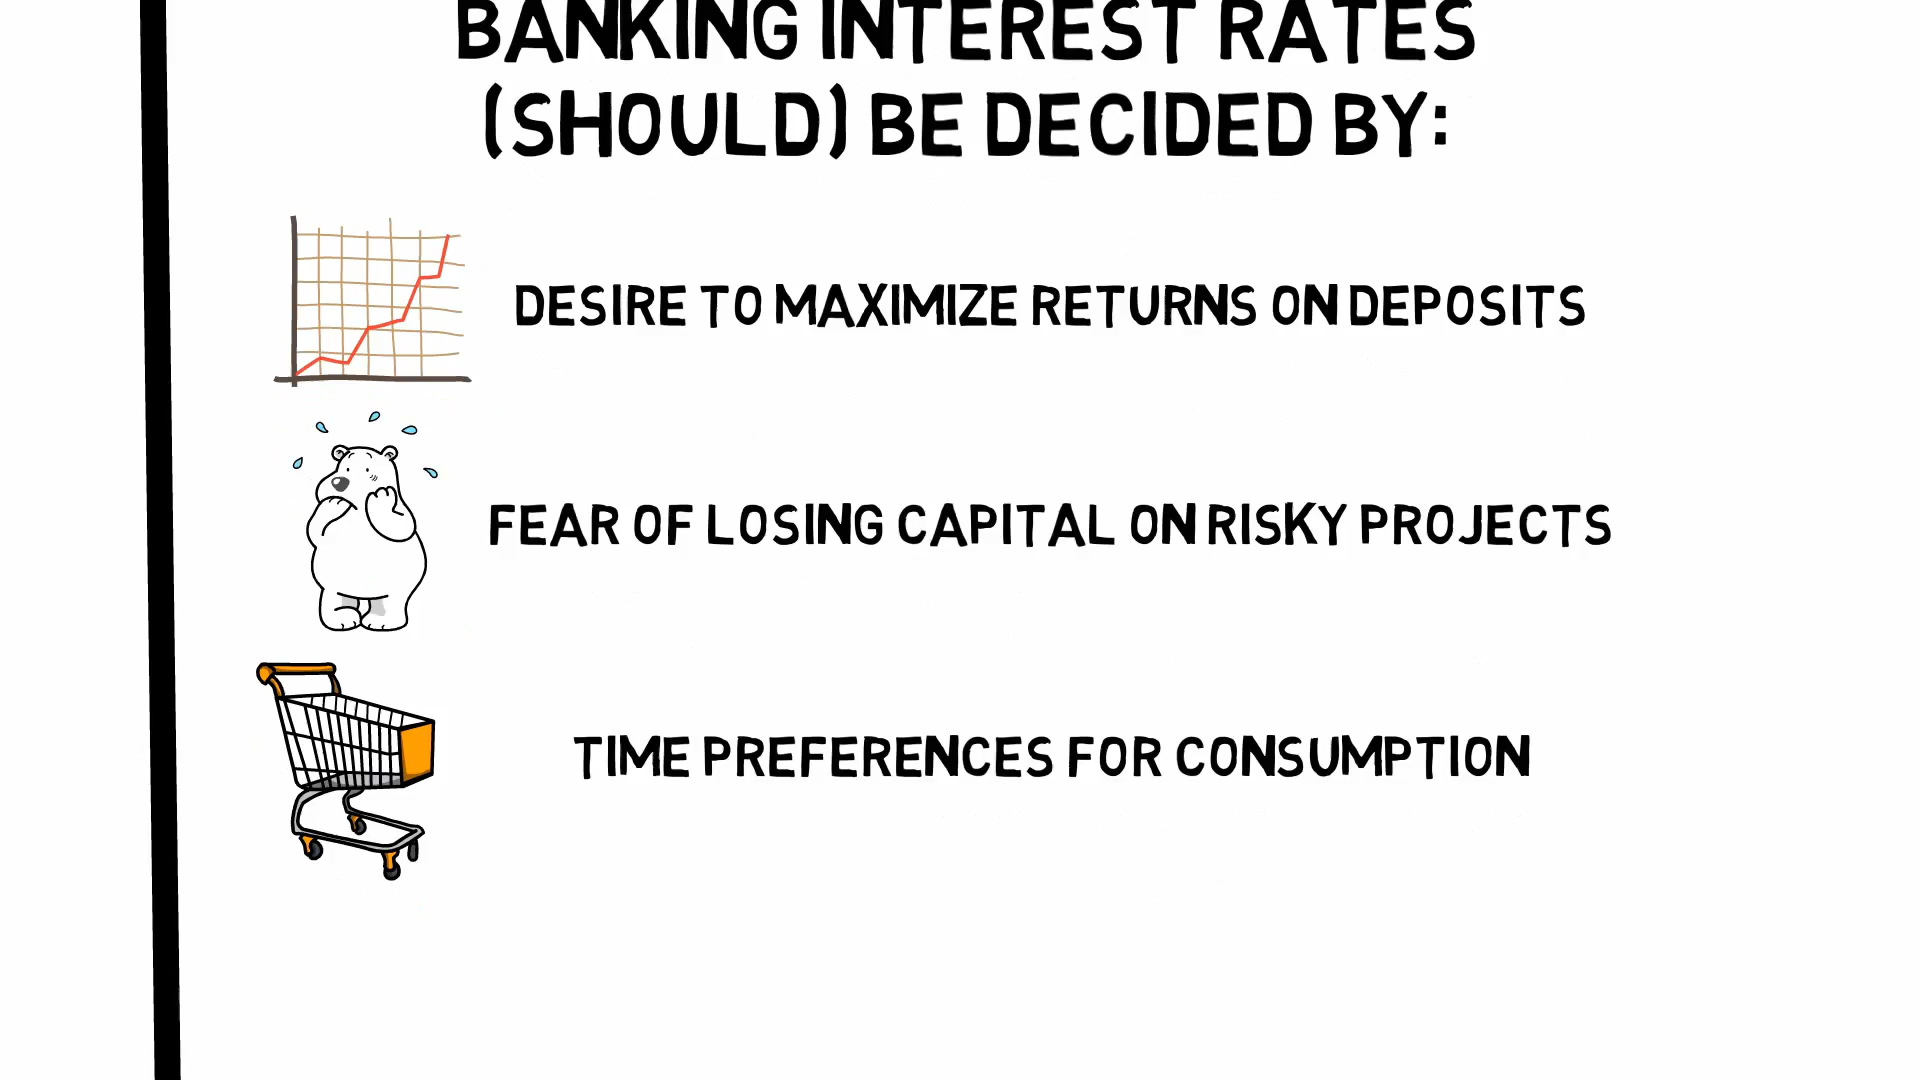 BANKING INTEREST RATES
(SHOULD) BE DECIDED BY:
DESIRE TO MAXIMIZE RETURNS ON DEPOSITS
FEAR OF LOSING CAPITAL ON RISKY PROJECTS
TIME PREFERENCES FOR CONSUMPTION